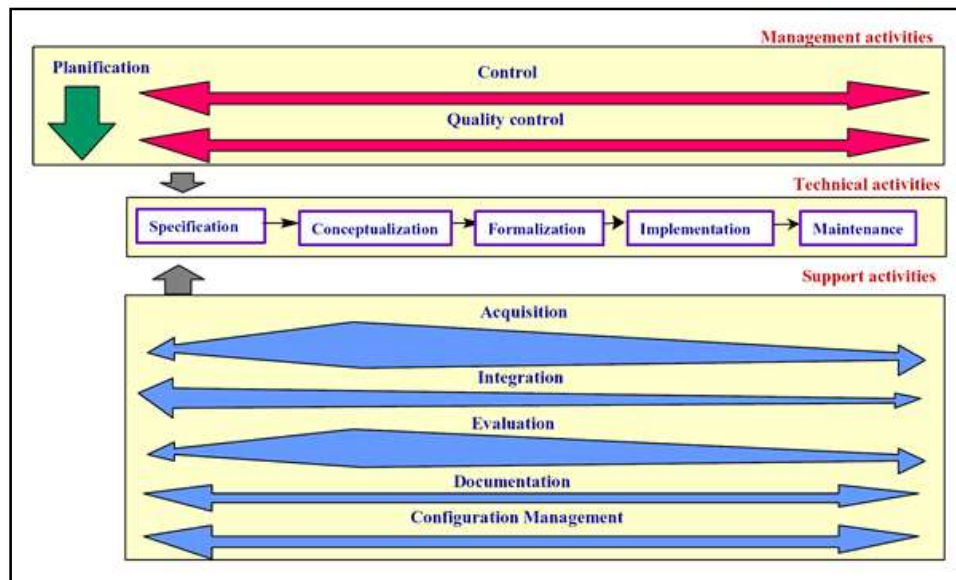 Management activities
Planification
Control
Quality control
Technical activities
Specification
Conceptualization
Formalization
Implementation
Maintenance
Support activities
Acquisition
Integration
Evaluation
Documentation
Configuration Management